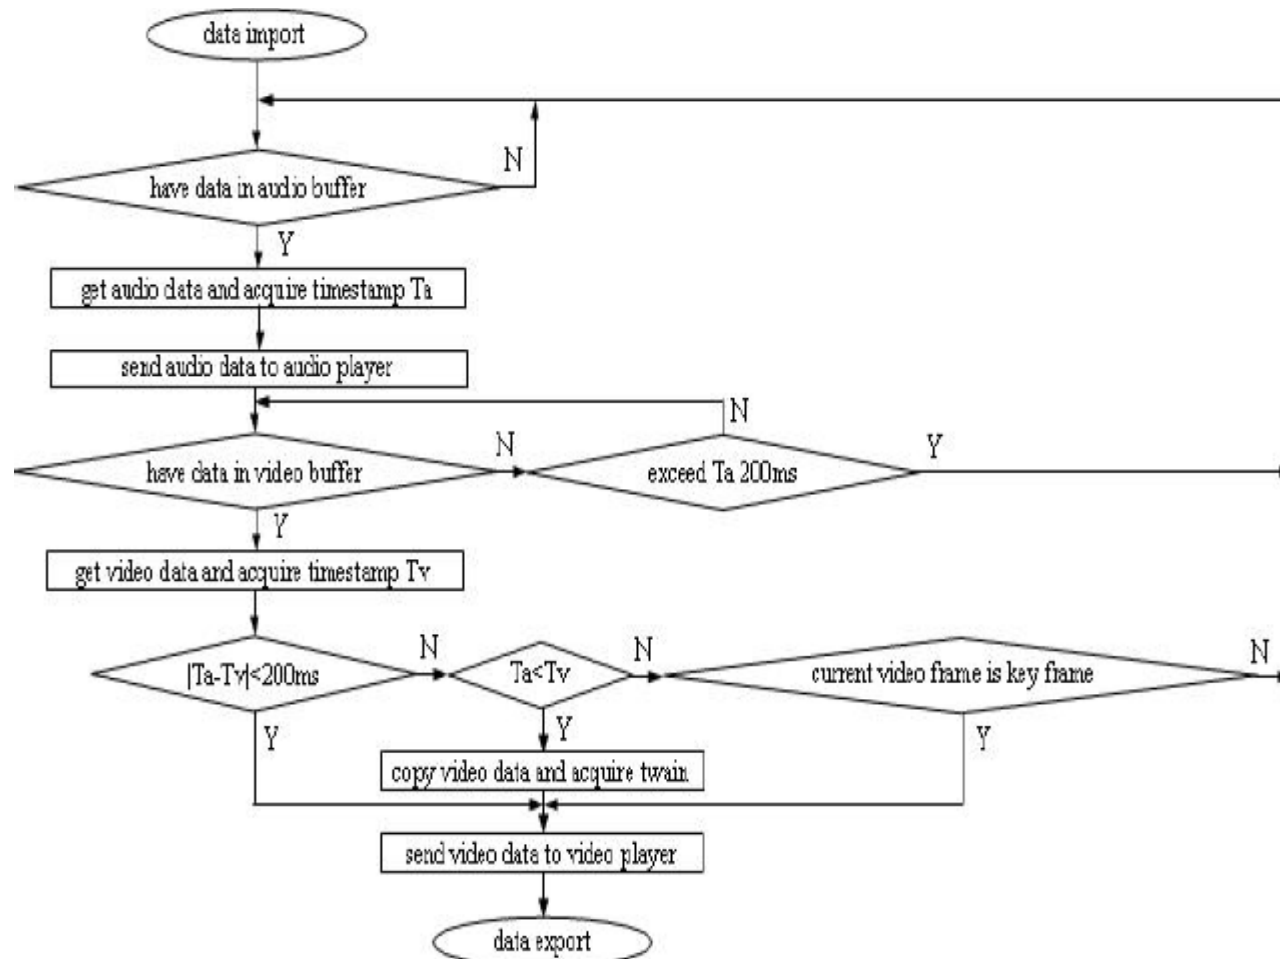 data import
N
have data in audio buffer
Y
get audio data and acquire timestamp Ta
send audio data to audio player
N
have data in video buffer
N
exceed Ta 200ms
Y
Y
get video data and acquire timestamp Tv
|Ta-Tv|<200ms
N
Ta<Tv
N
current video frame is key frame
N
Y
Y
Y
copy video data and acquire twain
send video data to video player
data export